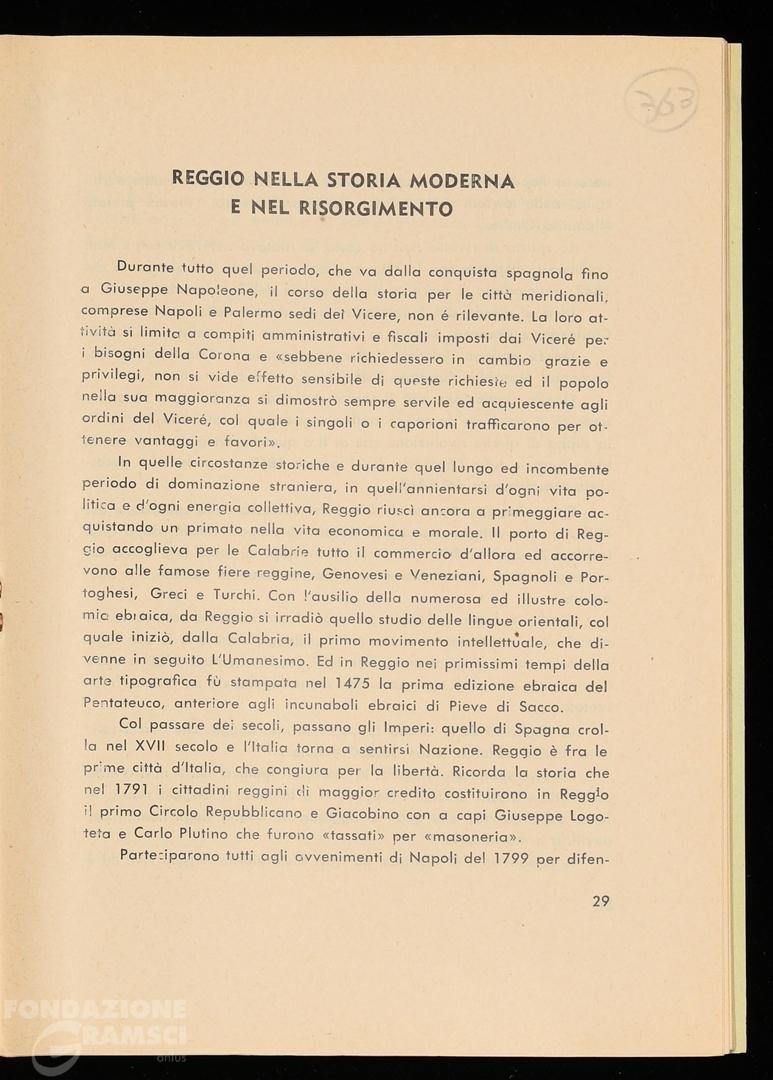 363
REGGIO NELLA STORIA MODERNA
E NEL RISORGIMENTO
Durante tutto quel periodo, che va dalla conquista spagnola fino
a Giuseppe Napoleone, il corso della storia per le città meridionali,
comprese Napoli e Palermo sedi dei Vicere, non é rilevante. La loro at-
tività si limita a compiti amministrativi e fiscali imposti dai Viceré per
i bisogni della Corona e «sebbene richiedessero in cambio grazie e
privilegi, non si vide effetto sensibile di queste richieste ed il popolo
nella sua maggioranza si dimostrò sempre servile ed acquiescente agli
ordini del Viceré, col quale i singoli o i caporioni trafficarono per ot-
tenere vantaggi e favori».
In quelle circostanze storiche e durante quel lungo ed incombente
periodo di dominazione straniera, in quell'annientarsi d'ogni vita po-
litica e d'ogni energia collettiva, Reggio riuscì ancora a primeggiare ac-
quistando un primato nella vita economica e morale. Il porto di Reg-
gio accoglieva per le Calabrie tutto il commercio d'allora ed accorre-
vono alle famose fiere reggine, Genovesi e Veneziani, Spagnoli e Por-
toghesi, Greci e Turchi. Con l'ausilio della numerosa ed illustre colo-
mia ebraica, da Reggio si irradiò quello studio delle lingue orientali, col
quale iniziò, dalla Calabria, il primo movimento intellettuale, che di-
venne in seguito L'Umanesimo. Ed in Reggio nei primissimi tempi della
arte tipografica fù stampata nel 1475 la prima edizione ebraica del
Pentateuco, anteriore agli incunaboli ebraici di Pieve di Sacco.
Col passare dei secoli, passano gli Imperi: quello di Spagna crol-
la nel XVII secolo e l'Italia torna a sentirsi Nazione. Reggio è fra le
prime città d'Italia, che congiura per la libertà. Ricorda la storia che
nel 1791 i cittadini reggini di maggior credito costituirono in Reggio
il primo Circolo Repubblicano e Giacobino con a capi Giuseppe Logo-
teta e Carlo Plutino che furono «tassati» per «masoneria».
Parteciparono tutti agli avvenimenti di Napoli del 1799 per difen-
29
FONDAZIONE
GRAMSCI
onlus